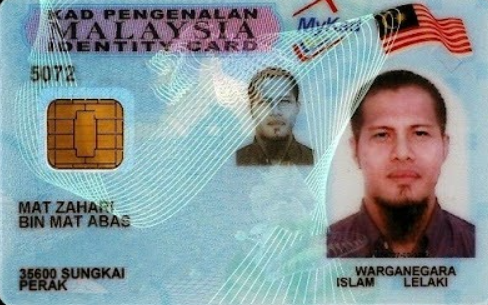 KAD PENGENALAN
MALAYSIA
IDENTITY CARD
MyKad
5072
MAT ZAHARI
BIN MAT ABAS
35600 SUNGKAI
PERAK
WARGANEGARA
ISLAM LELAKI